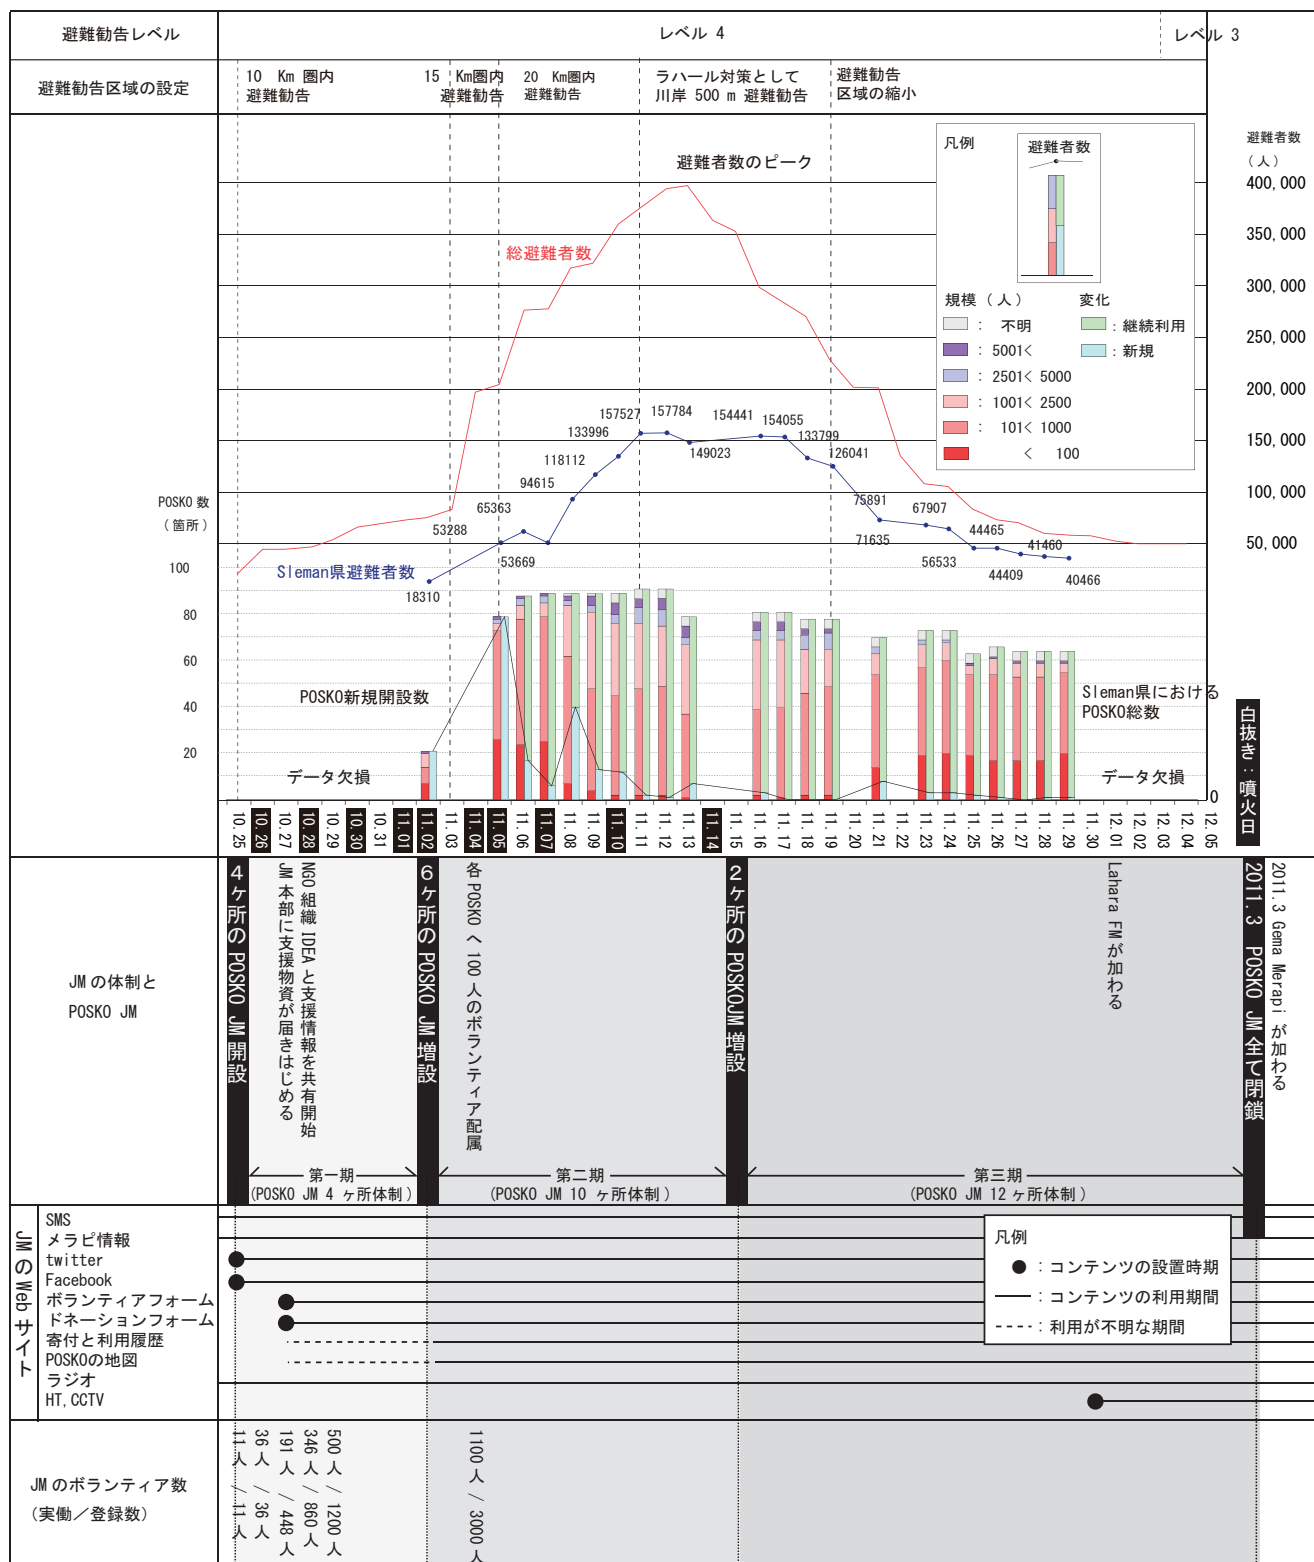 避難勧告レベル
レベル 4
レベル 3
避難勧告区域の設定
10 Km 圏内
避難勧告
15 Km圏内
避難勧告
20 Km圏内
避難勧告
ラハール対策として
川岸 500 m 避難勧告
避難勧告
区域の縮小
避難者数
(人)
400,000
350,000
300,000
250,000
200,000
150,000
100,000
50,000
0
凡例
避難者数
規模(人)
変化
: 不明
: 5001<
: 2501< 5000
: 1001< 2500
: 101< 1000
< 100
: 継続利用
: 新規
避難者数のピーク
総避難者数
Sleman県避難者数
18310
53288
65363
53669
94615
118112
133996
157527
157784
149023
154441
154055
133799
126041
75891
71635
67907
56533
44465
44409
41460
40466
POSKO 数
(箇所)
100
80
60
40
20
POSKO新規開設数
データ欠損
Sleman県における
POSKO総数
データ欠損
白抜き:噴火日
10.25
10.26
10.27
10.28
10.29
10.30
10.31
11.01
11.02
11.03
11.04
11.05
11.06
11.07
11.08
11.09
11.10
11.11
11.12
11.13
11.14
11.15
11.16
11.17
11.18
11.19
11.20
11.21
11.22
11.23
11.24
11.25
11.26
11.27
11.28
11.29
11.30
12.01
12.02
12.03
12.04
12.05
JM の体制と
POSKO JM
4ヶ所の POSKO JM 開設
NGO 組織 IDEA と支援情報を共有開始
JM 本部に支援物資が届きはじめる
6ヶ所の POSKO JM 増設
各 POSKO へ 100 人のボランティア配属
2ヶ所の POSKOJM 増設
Lahara FM が加わる
2011.3 POSKO JM 全て閉鎖
2011.3 Gema Merapi が加わる
第一期
(POSKO JM 4 ヶ所体制)
第二期
(POSKO JM 10 ヶ所体制)
第三期
(POSKO JM 12 ヶ所体制)
JM の Web サイト
SMS
メラピ情報
twitter
Facebook
ボランティアフォーム
ドネーションフォーム
寄付と利用履歴
POSKOの地図
ラジオ
HT,CCTV
凡例
: コンテンツの設置時期
: コンテンツの利用期間
: 利用が不明な期間
JM のボランティア数
(実働/登録数)
11人 / 11人
36人 / 36人
191人 / 448人
346人 / 860人
500人 / 1200人
1100人 / 3000人